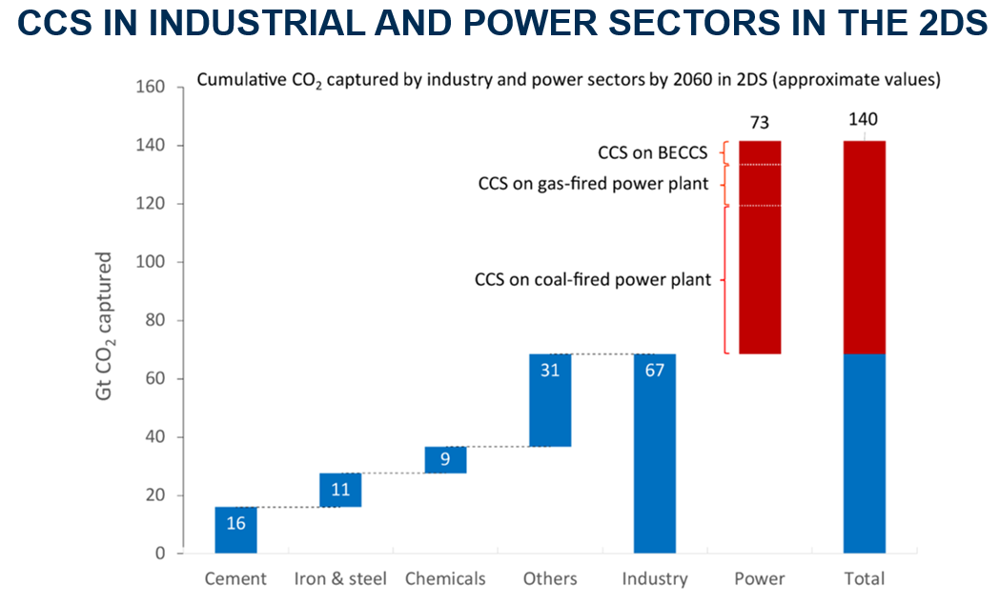 CCS IN INDUSTRIAL AND POWER SECTORS IN THE 2DS
Cumulative CO₂ captured by industry and power sectors by 2060 in 2DS (approximate values)
Gt CO₂ captured
160
140
120
100
80
60
40
20
0
16
11
9
31
67
73
140
CCS on BECCS
CCS on gas-fired power plant
CCS on coal-fired power plant
Cement
Iron & steel
Chemicals
Others
Industry
Power
Total